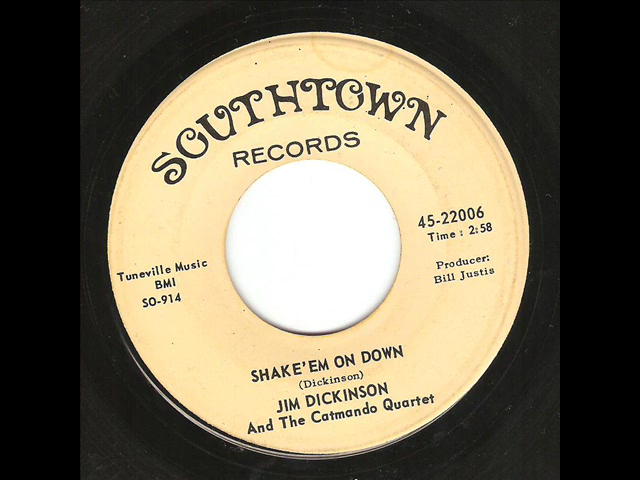 SOUTHTOWN
RECORDS
45-22006
Time : 2:58
Producer:
Bill Justis
Tuneville Music
BMI
SO-914
SHAKE'EM ON DOWN
(Dickinson)
JIM DICKINSON
And The Catmando Quartet